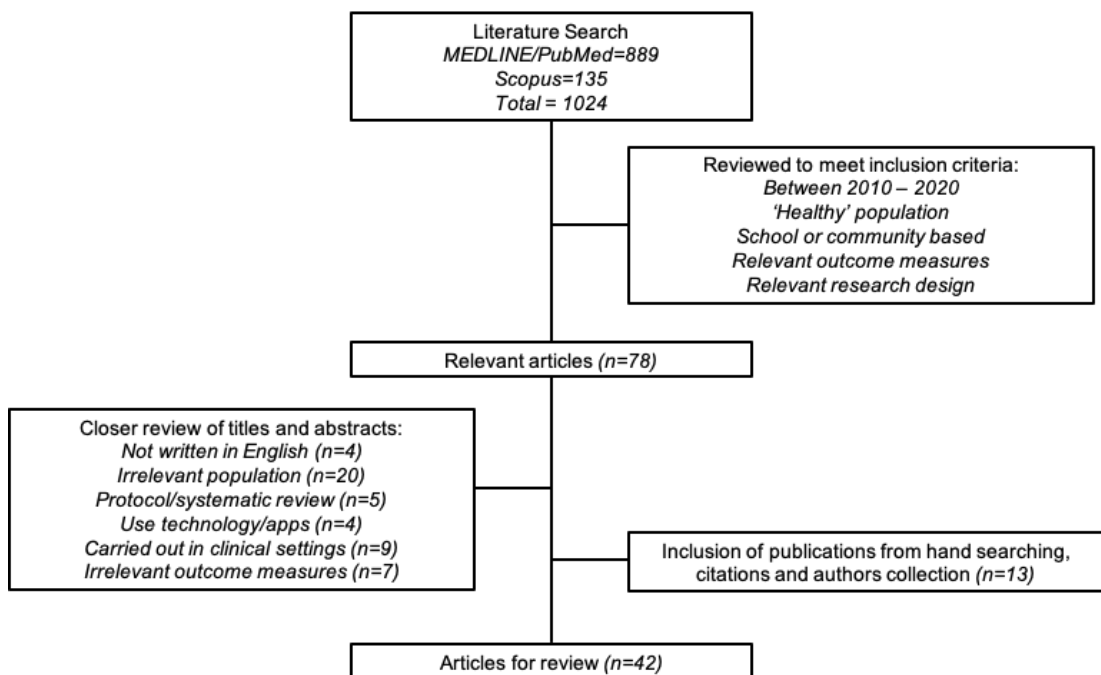 Literature Search
MEDLINE/PubMed=889
Scopus=135
Total = 1024
Reviewed to meet inclusion criteria:
Between 2010 – 2020
‘Healthy’ population
School or community based
Relevant outcome measures
Relevant research design
Relevant articles (n=78)
Closer review of titles and abstracts:
Not written in English (n=4)
Irrelevant population (n=20)
Protocol/systematic review (n=5)
Use technology/apps (n=4)
Carried out in clinical settings (n=9)
Irrelevant outcome measures (n=7)
Inclusion of publications from hand searching,
citations and authors collection (n=13)
Articles for review (n=42)